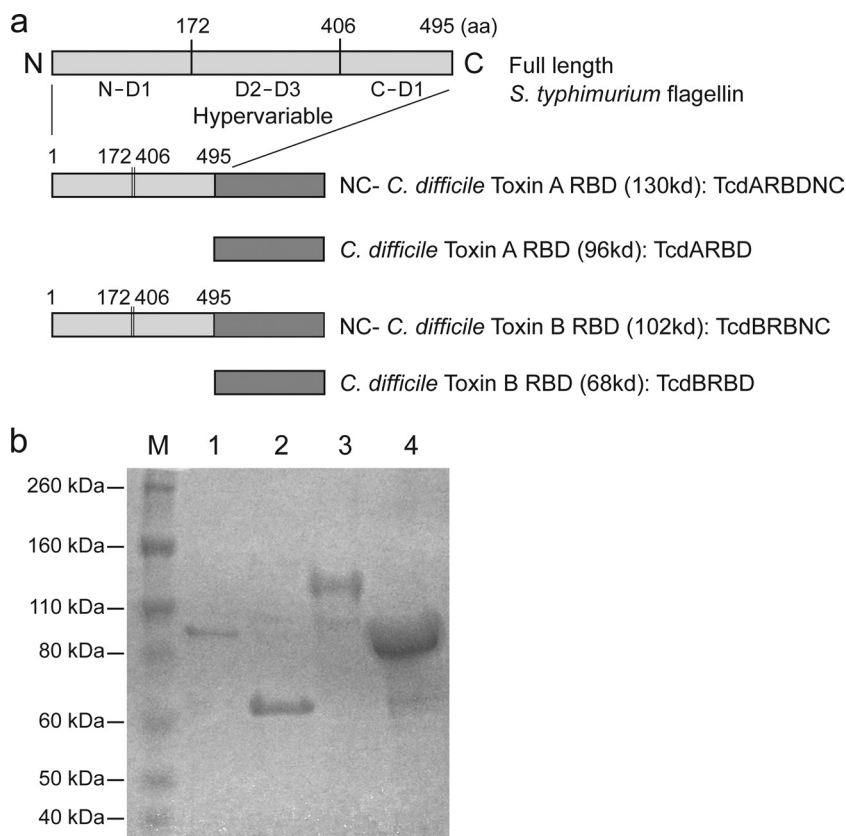 a
172 406 495 (aa)
N C
N-D1 D2-D3 C-D1
Hypervariable
Full length
S. typhimurium flagellin
1 172 406 495
NC- C. difficile Toxin A RBD (130kd): TcdARBDNC
C. difficile Toxin A RBD (96kd): TcdARBD
1 172 406 495
NC- C. difficile Toxin B RBD (102kd): TcdBRBNC
C. difficile Toxin B RBD (68kd): TcdBRBD
b
M 1 2 3 4
260 kDa
160 kDa
110 kDa
80 kDa
60 kDa
50 kDa
40 kDa